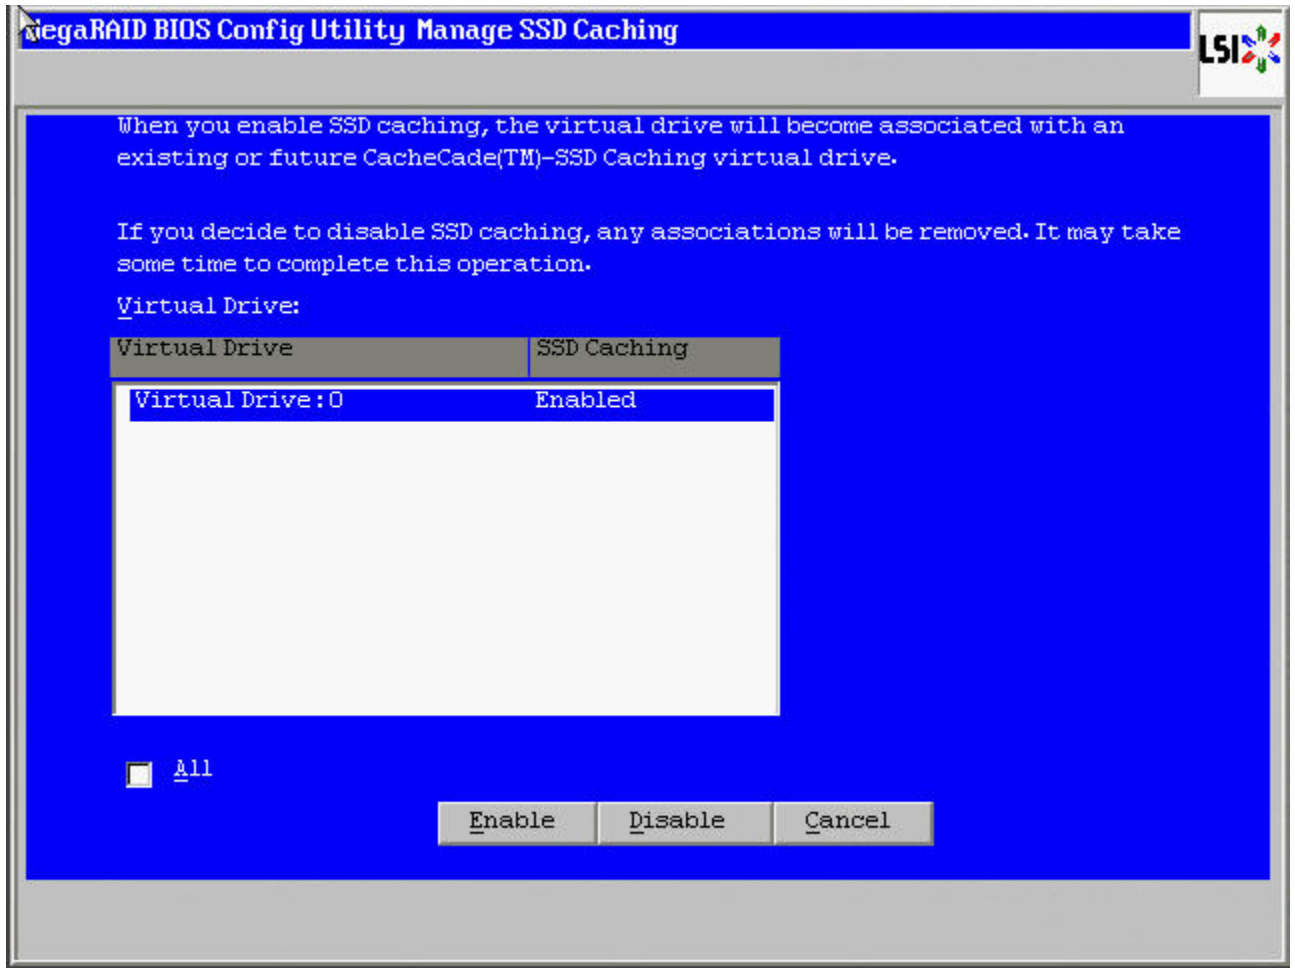 MegaRAID BIOS Config Utility Manage SSD Caching
LSI
When you enable SSD caching, the virtual drive will become associated with an
existing or future CacheCade(TM)-SSD Caching virtual drive.
If you decide to disable SSD caching, any associations will be removed. It may take
some time to complete this operation.
Virtual Drive:
Virtual Drive SSD Caching
Virtual Drive:0 Enabled
All
Enable Disable Cancel